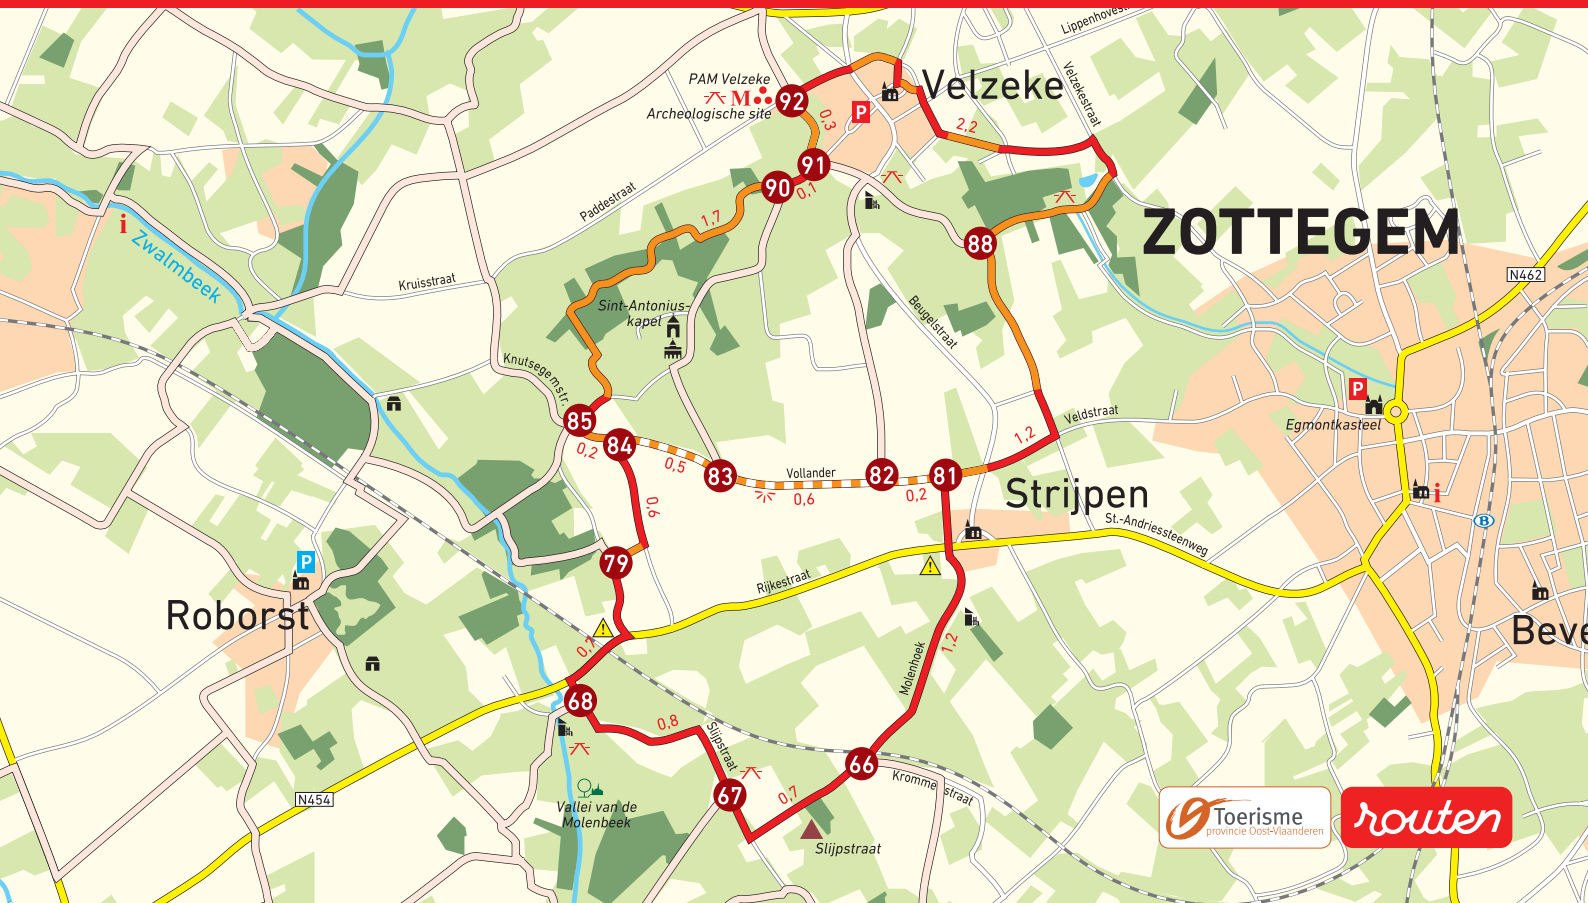 Lippenhovestr.
PAM Velzeke
M
Archeologische site
92
0,3
P
Velzeke
Velzekestraat
2,2
91
90
0,1
Paddestraat
1,7
88
ZOTTEGEM
N462
i
Zwalmbeek
Kruisstraat
Sint-Antonius-
kapel
Beugelstraat
Knutsegemstr.
P
Egmontkasteel
Veldstraat
1,2
85
0,2
84
0,5
83
Vollander
0,6
82
0,2
81
Strijpen
i
B
St.-Andriessteenweg
0,6
79
P
Roborst
Rijkestraat
Beve
0,7
Molenhoek
1,2
68
0,8
Slijpstraat
66
Krommestraat
67
0,7
N454
Vallei van de
Molenbeek
Slijpstraat
Toerisme
provincie Oost-Vlaanderen
routen